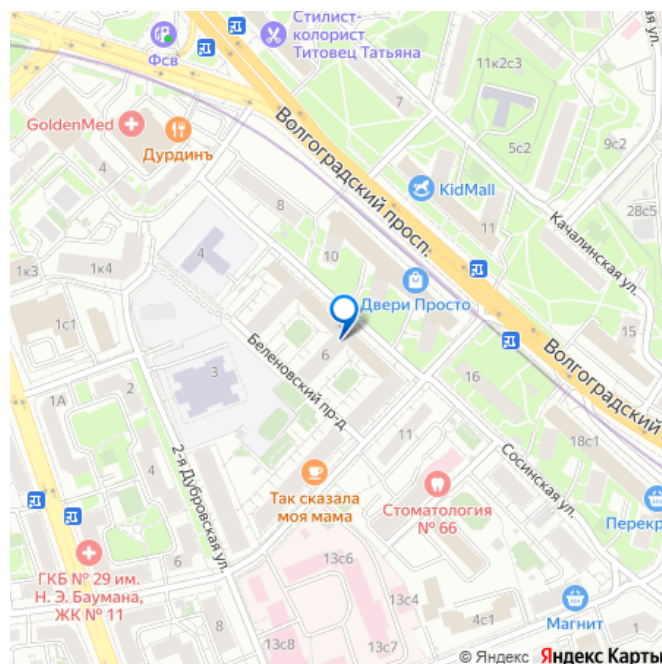 Стилист-
колорист
Титовец Татьяна
Фсв
11к2с3
GoldenMed
Дурдинъ
7
5с2
9с2
4
Волгоградский просп.
KidMall
28с5
8
11
Качалинская ул.
4
10
1к3
1к4
Двери Просто
15
1с1
6
Волгоградский
Беленовский пр-д
16
3
2
1А
18с1
11
4
2-я Дубровская ул.
Сосинская ул.
Так сказала
моя мама
Стоматология
№ 66
Перекр
6
13с6
ГКБ № 29 им.
Н. Э. Баумана,
ЖК № 11
13с4
8
4с1
Магнит
1
13с8
13с7
© Яндекс Яндекс Карты